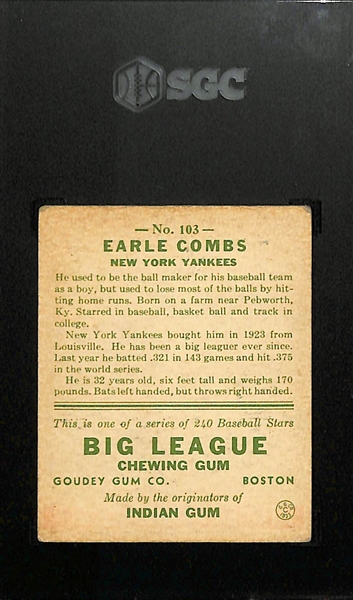 SGC
— No. 103 —
EARLE COMBS
NEW YORK YANKEES
He used to be the ball maker for his baseball team
as a boy, but used to lose most of the balls by hit-
ting home runs. Born on a farm near Pebworth,
Ky. Starred in baseball, basket ball and track in
college.
New York Yankees bought him in 1923 from
Louisville. He has been a big leaguer ever since.
Last year he batted .321 in 143 games and hit .375
in the world series.
He is 32 years old, six feet tall and weighs 170
pounds. Bats left handed, but throws right handed.
This is one of a series of 240 Baseball Stars
BIG LEAGUE
CHEWING GUM
GOUDEY GUM CO. BOSTON
Made by the originators of
INDIAN GUM